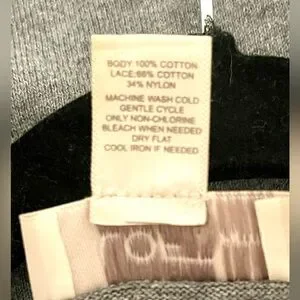 BODY 100% COTTON
LACE:66% COTTON
34% NYLON
MACHINE WASH COLD
GENTLE CYCLE
ONLY NON-CHLORINE
BLEACH WHEN NEEDED
DRY FLAT
COOL IRON IF NEEDED